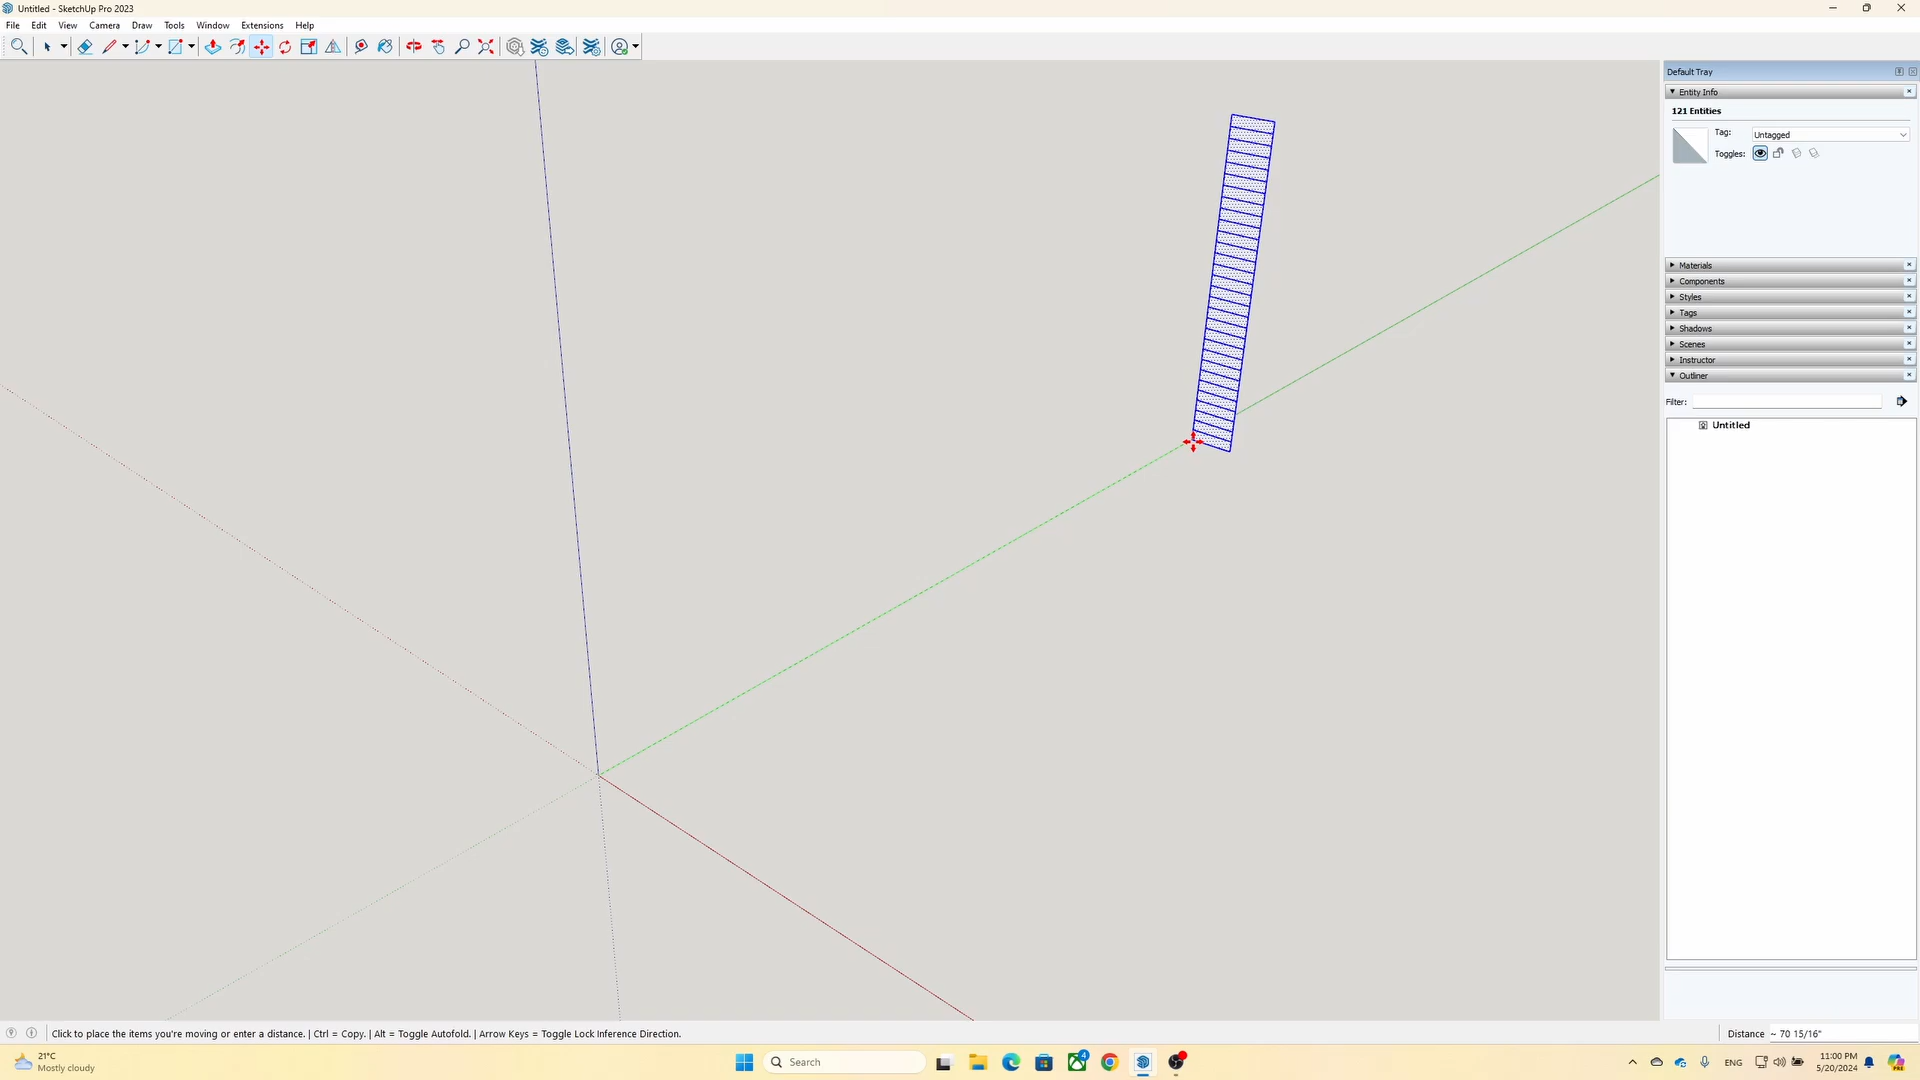 Untitled - SketchUp Pro 2023
File Edit View Camera Draw Tools Window Extensions Help
Default Tray
Entity Info
121 Entities
Tag: Untagged
Toggles:
Materials
Components
Styles
Tags
Shadows
Scenes
Instructor
Outliner
Filter:
Untitled
Click to place the items you're moving or enter a distance. | Ctrl = Copy. | Alt = Toggle Autofold. | Arrow Keys = Toggle Lock Inference Direction.
Distance ~ 70 15/16"
21°C
Mostly cloudy
Search
4
ENG
11:00 PM
5/20/2024
PRE